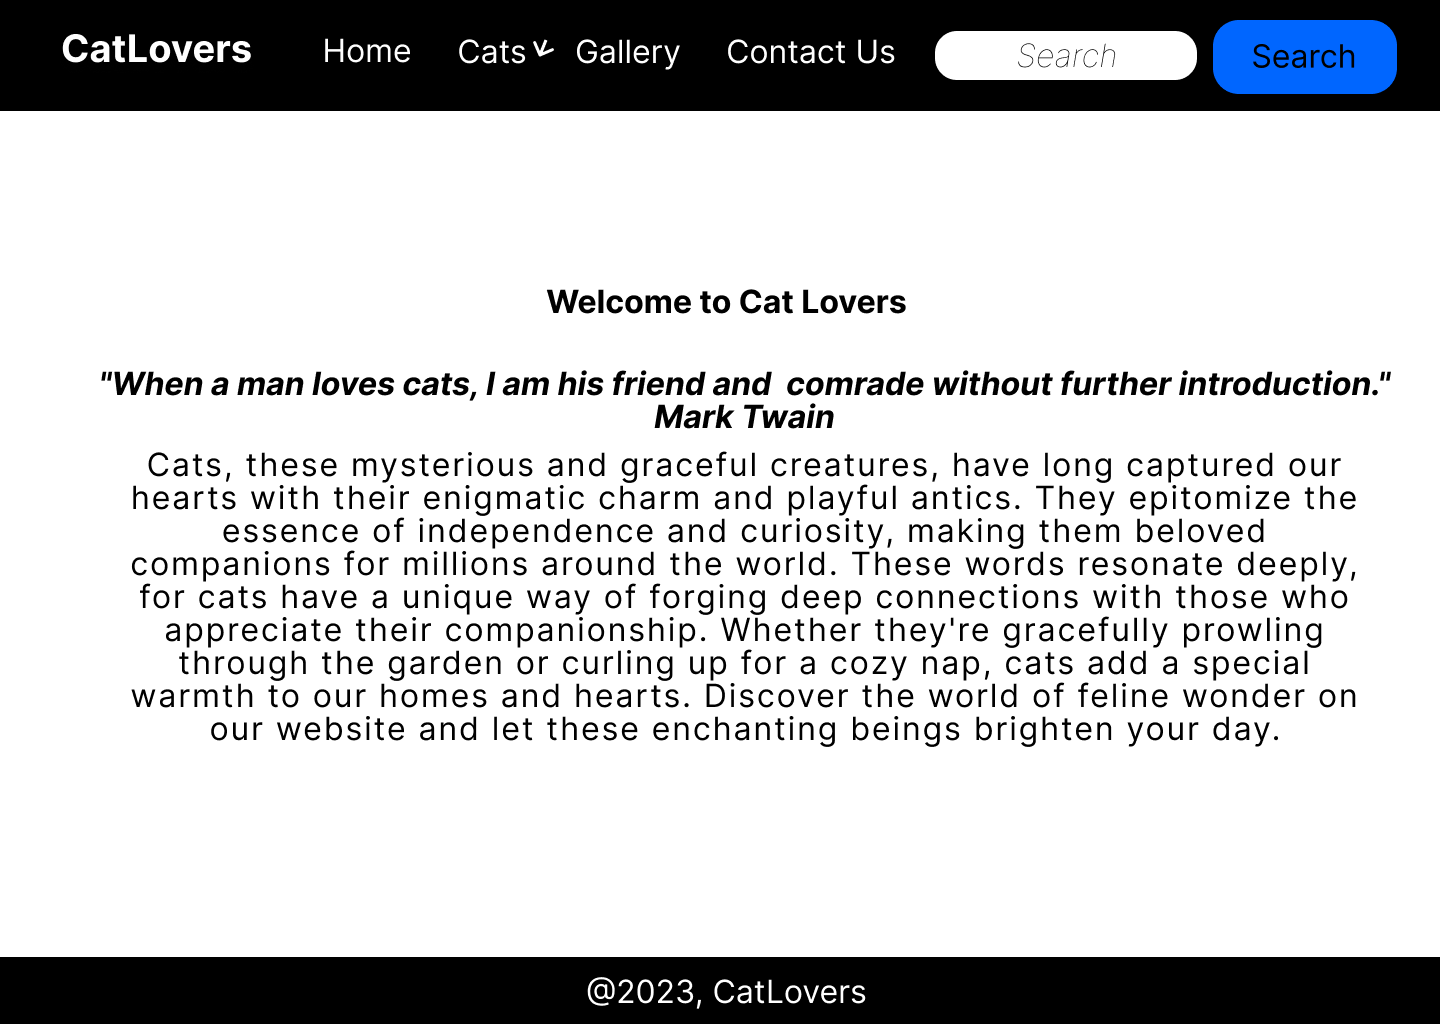 CatLovers Home Cats Gallery Contact Us Search Search
Welcome to Cat Lovers
"When a man loves cats, I am his friend and  comrade without further introduction."
Mark Twain
Cats, these mysterious and graceful creatures, have long captured our
hearts with their enigmatic charm and playful antics. They epitomize the
essence of independence and curiosity, making them beloved
companions for millions around the world. These words resonate deeply,
for cats have a unique way of forging deep connections with those who
appreciate their companionship. Whether they're gracefully prowling
through the garden or curling up for a cozy nap, cats add a special
warmth to our homes and hearts. Discover the world of feline wonder on
our website and let these enchanting beings brighten your day.
@2023, CatLovers